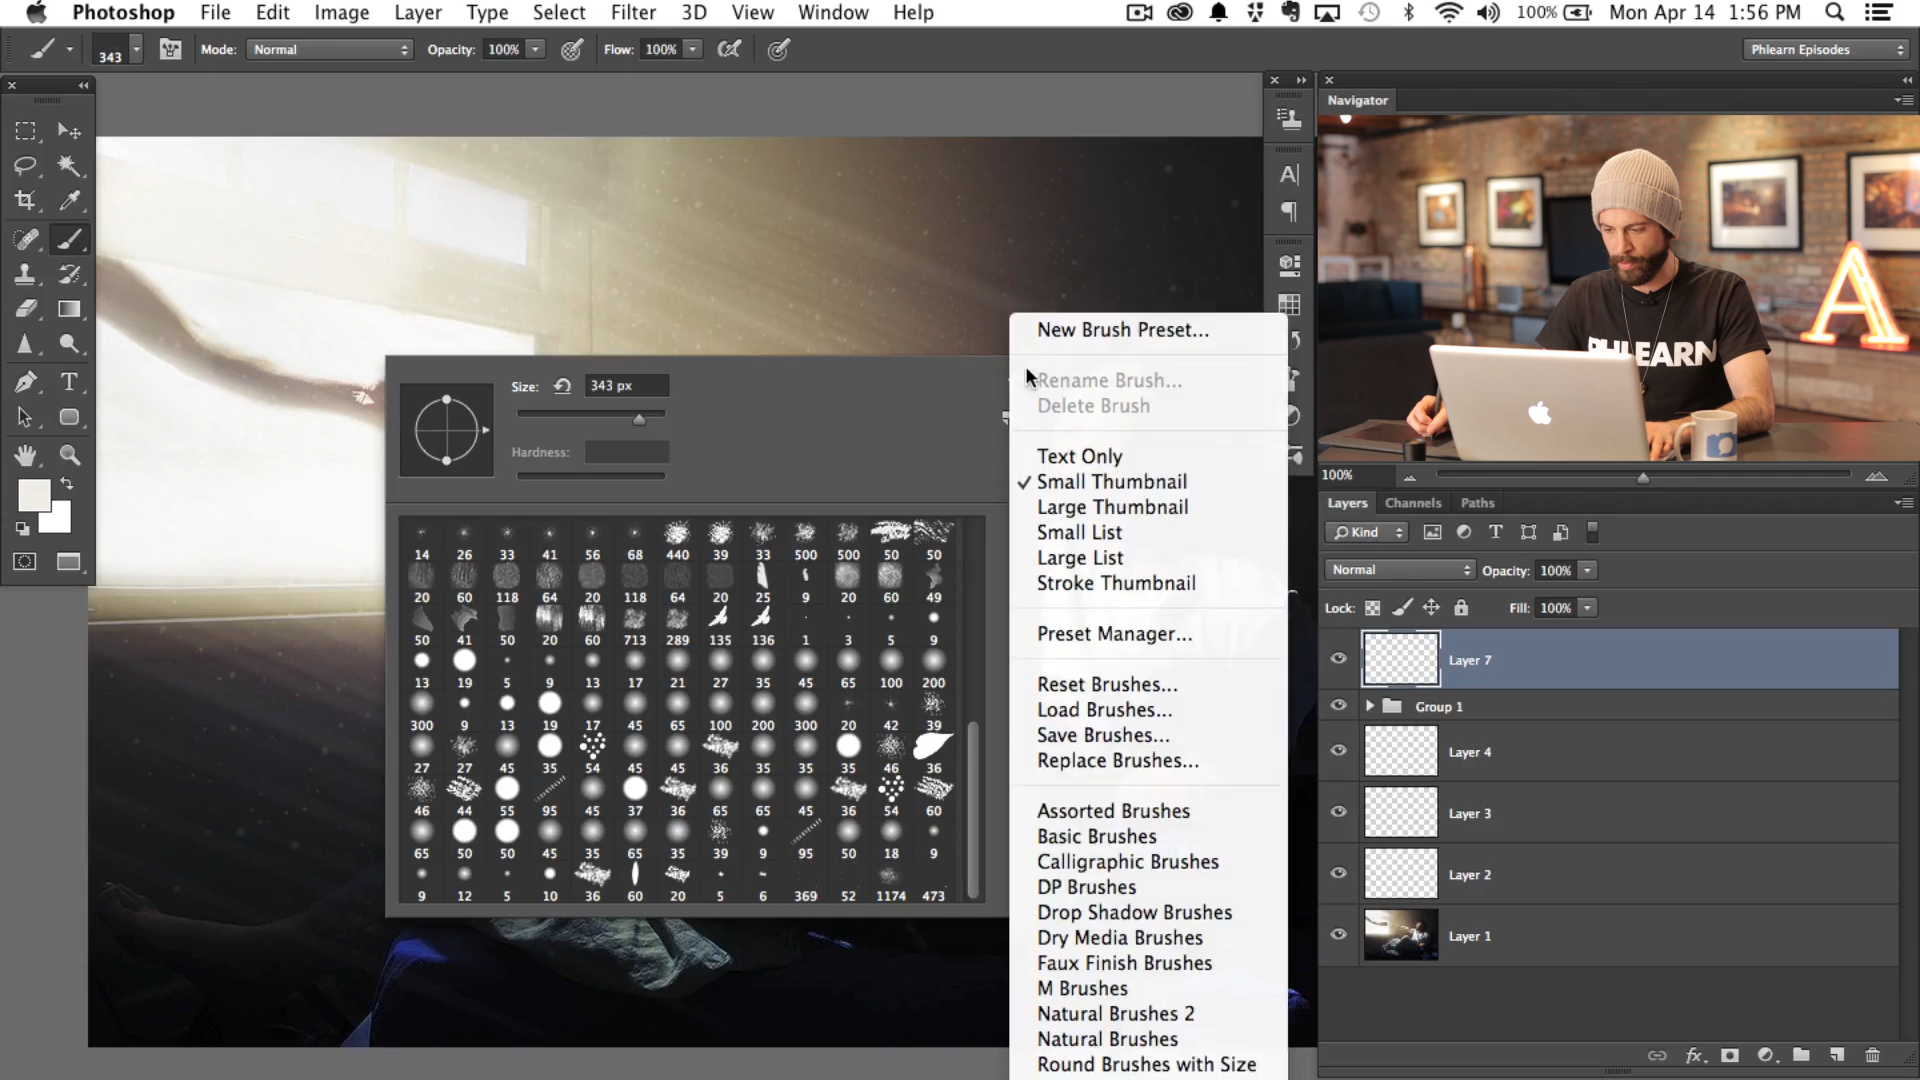 Photoshop File Edit Image Layer Type Select Filter 3D View Window Help 100% Mon Apr 14 1:56 PM
343 Mode: Normal Opacity: 100% Flow: 100% Phlearn Episodes
Navigator
PHLEARN
A
New Brush Preset...
Rename Brush...
Delete Brush
Text Only
Small Thumbnail
Large Thumbnail
Small List
Large List
Stroke Thumbnail
Preset Manager...
Reset Brushes...
Load Brushes...
Save Brushes...
Replace Brushes...
Assorted Brushes
Basic Brushes
Calligraphic Brushes
DP Brushes
Drop Shadow Brushes
Dry Media Brushes
Faux Finish Brushes
M Brushes
Natural Brushes 2
Natural Brushes
Round Brushes with Size
Size: 343 px
Hardness:
14 26 33 41 56 68 440 39 33 500 500 50 50
20 60 118 64 20 118 64 20 25 9 20 60 49
50 41 50 20 60 713 289 135 136 1 3 5 9
13 19 5 9 13 17 21 27 35 45 65 100 200
300 9 13 19 17 45 65 100 200 300 20 42 39
27 27 45 35 54 45 45 36 35 35 35 46 36
46 44 55 95 45 37 36 65 65 45 36 54 60
65 50 50 45 35 65 35 39 9 95 50 18 9
9 12 5 10 36 60 20 5 6 369 52 1174 473
100%
Layers Channels Paths
Kind
Normal Opacity: 100%
Lock: Fill: 100%
Layer 7
Group 1
Layer 4
Layer 3
Layer 2
Layer 1